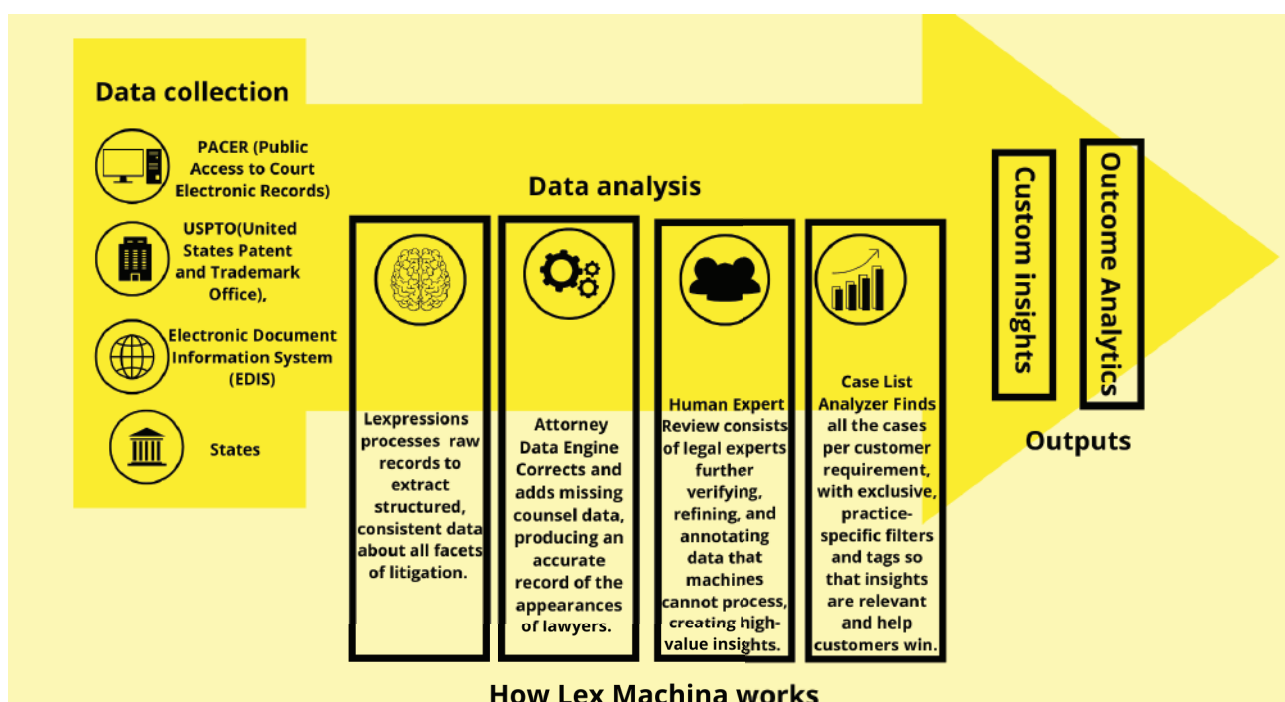 Data collection
PACER (Public
Access to Court
Electronic Records)
USPTO(United
States Patent
and Trademark
Office),
Electronic Document
Information System
(EDIS)
States
Data analysis
Lexpressions
processes raw
records to
extract
structured,
consistent data
about all facets
of litigation.
Attorney
Data Engine
Corrects and
adds missing
counsel data,
producing an
accurate
record of the
appearances
of lawyers.
Human Expert
Review consists
of legal experts
further
verifying,
refining, and
annotating
data that
machines
cannot process,
creating high-
value insights.
Case List
Analyzer Finds
all the cases
per customer
requirement,
with exclusive,
practice-
specific filters
and tags so
that insights
are relevant
and help
customers win.
Custom insights
Outcome Analytics
Outputs
How Lex Machina works